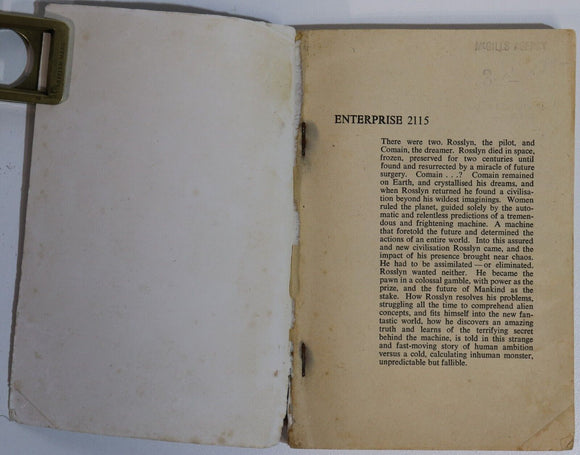 McGILLS AGENCY
ENTERPRISE 2115
There were two. Rosslyn, the pilot, and
Comain, the dreamer. Rosslyn died in space,
frozen, preserved for two centuries until
found and resurrected by a miracle of future
surgery. Comain . . .? Comain remained
on Earth, and crystallised his dreams, and
when Rosslyn returned he found a civilisa-
tion beyond his wildest imaginings. Women
ruled the planet, guided solely by the auto-
matic and relentless predictions of a tremen-
dous and frightening machine. A machine
that foretold the future and determined the
actions of an entire world. Into this assured
and new civilisation Rosslyn came, and the
impact of his presence brought near chaos.
He had to be assimilated—or eliminated.
Rosslyn wanted neither. He became the
pawn in a colossal gamble, with power as the
prize, and the future of Mankind as the
stake. How Rosslyn resolves his problems,
struggling all the time to comprehend alien
concepts, and fits himself into the new fan-
tastic world, how he discovers an amazing
truth and learns of the terrifying secret
behind the machine, is told in this strange
and fast-moving story of human ambition
versus a cold, calculating inhuman monster,
unpredictable but fallible.